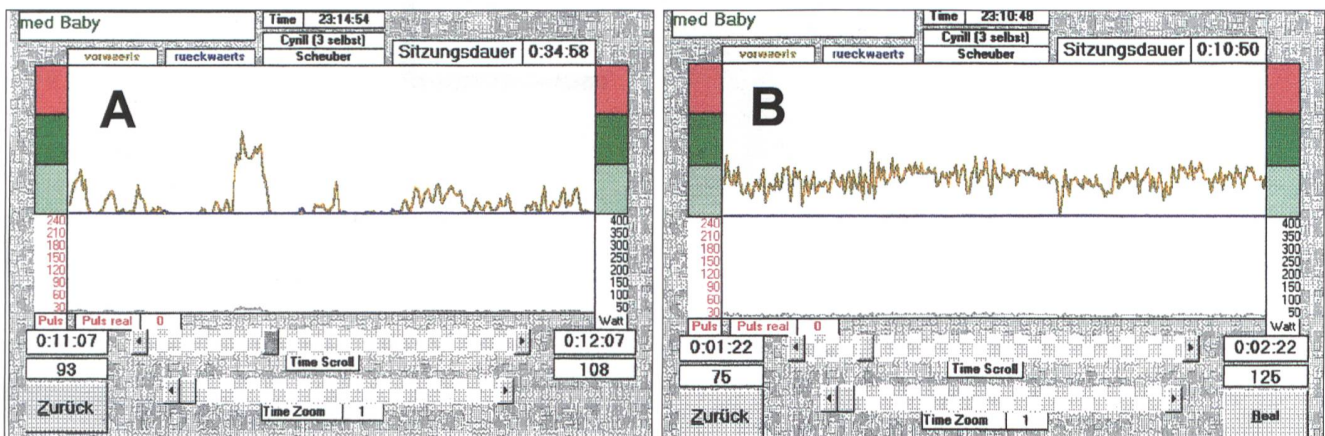 med Baby
Time 23:14:54
Cyrill (3 selbst)
Scheuber
vorwaerts rueckwaerts
Sitzungsdauer 0:34:58
A
240
210
180
150
120
90
60
30
400
350
300
250
200
150
100
50
Puls Puls real 0
Watt
0:11:07
0:12:07
93
108
Time Scroll
Zurück
Time Zoom 1
med Baby
Time 23:10:48
Cyrill (3 selbst)
Scheuber
vorwaerts rueckwaerts
Sitzungsdauer 0:10:50
B
240
210
180
150
120
90
60
30
400
350
300
250
200
150
100
50
Puls Puls real 0
Watt
0:01:22
0:02:22
75
125
Time Scroll
Zurück
Time Zoom 1
Real